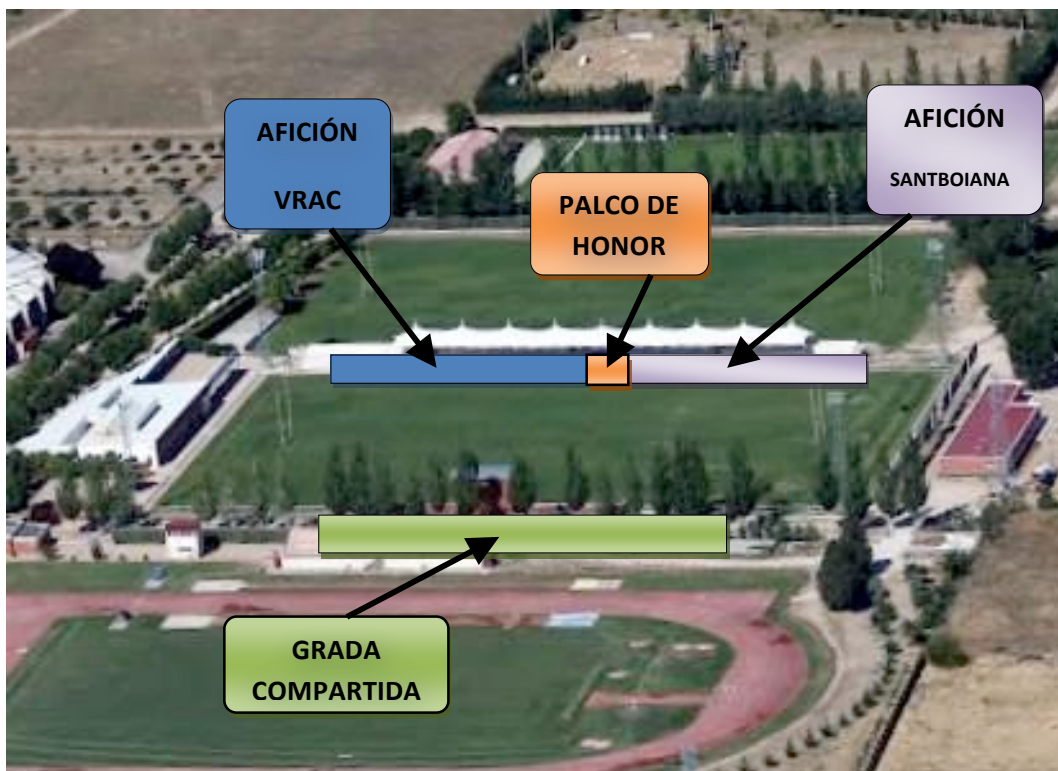 AFICIÓN
VRAC
PALCO DE
HONOR
AFICIÓN
SANTBOIANA
GRADA
COMPARTIDA